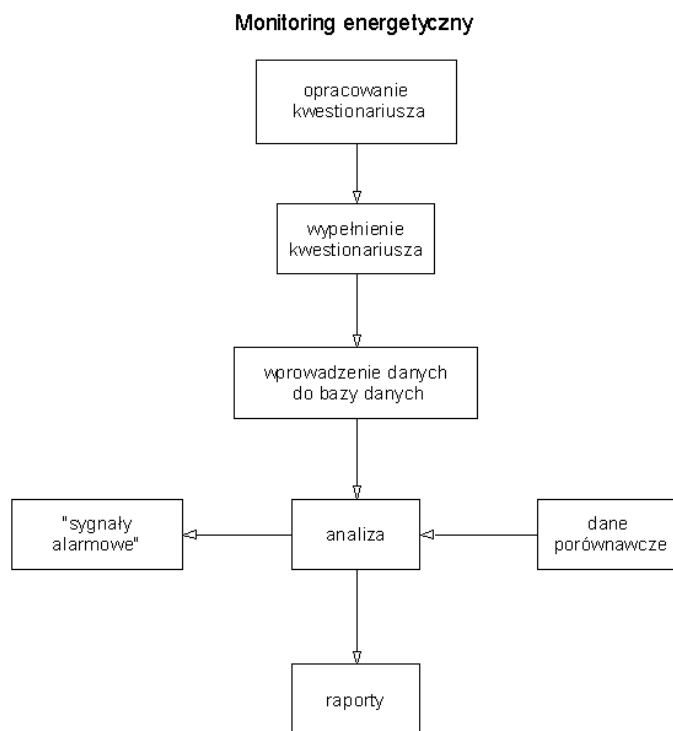 Monitoring energetyczny
opracowanie
kwestionariusza
wypełnienie
kwestionariusza
wprowadzenie danych
do bazy danych
"sygnały
alarmowe"
analiza
dane
porównawcze
raporty